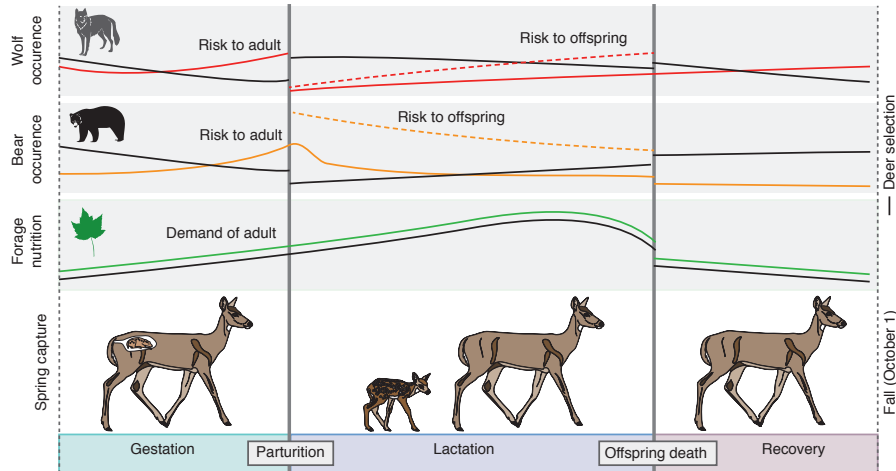 Wolf
occurence
Risk to adult
Risk to offspring
Bear
occurence
Risk to adult
Risk to offspring
Forage
nutrition
Demand of adult
Spring capture
— Deer selection
Fall (October 1)
Gestation
Parturition
Lactation
Offspring death
Recovery